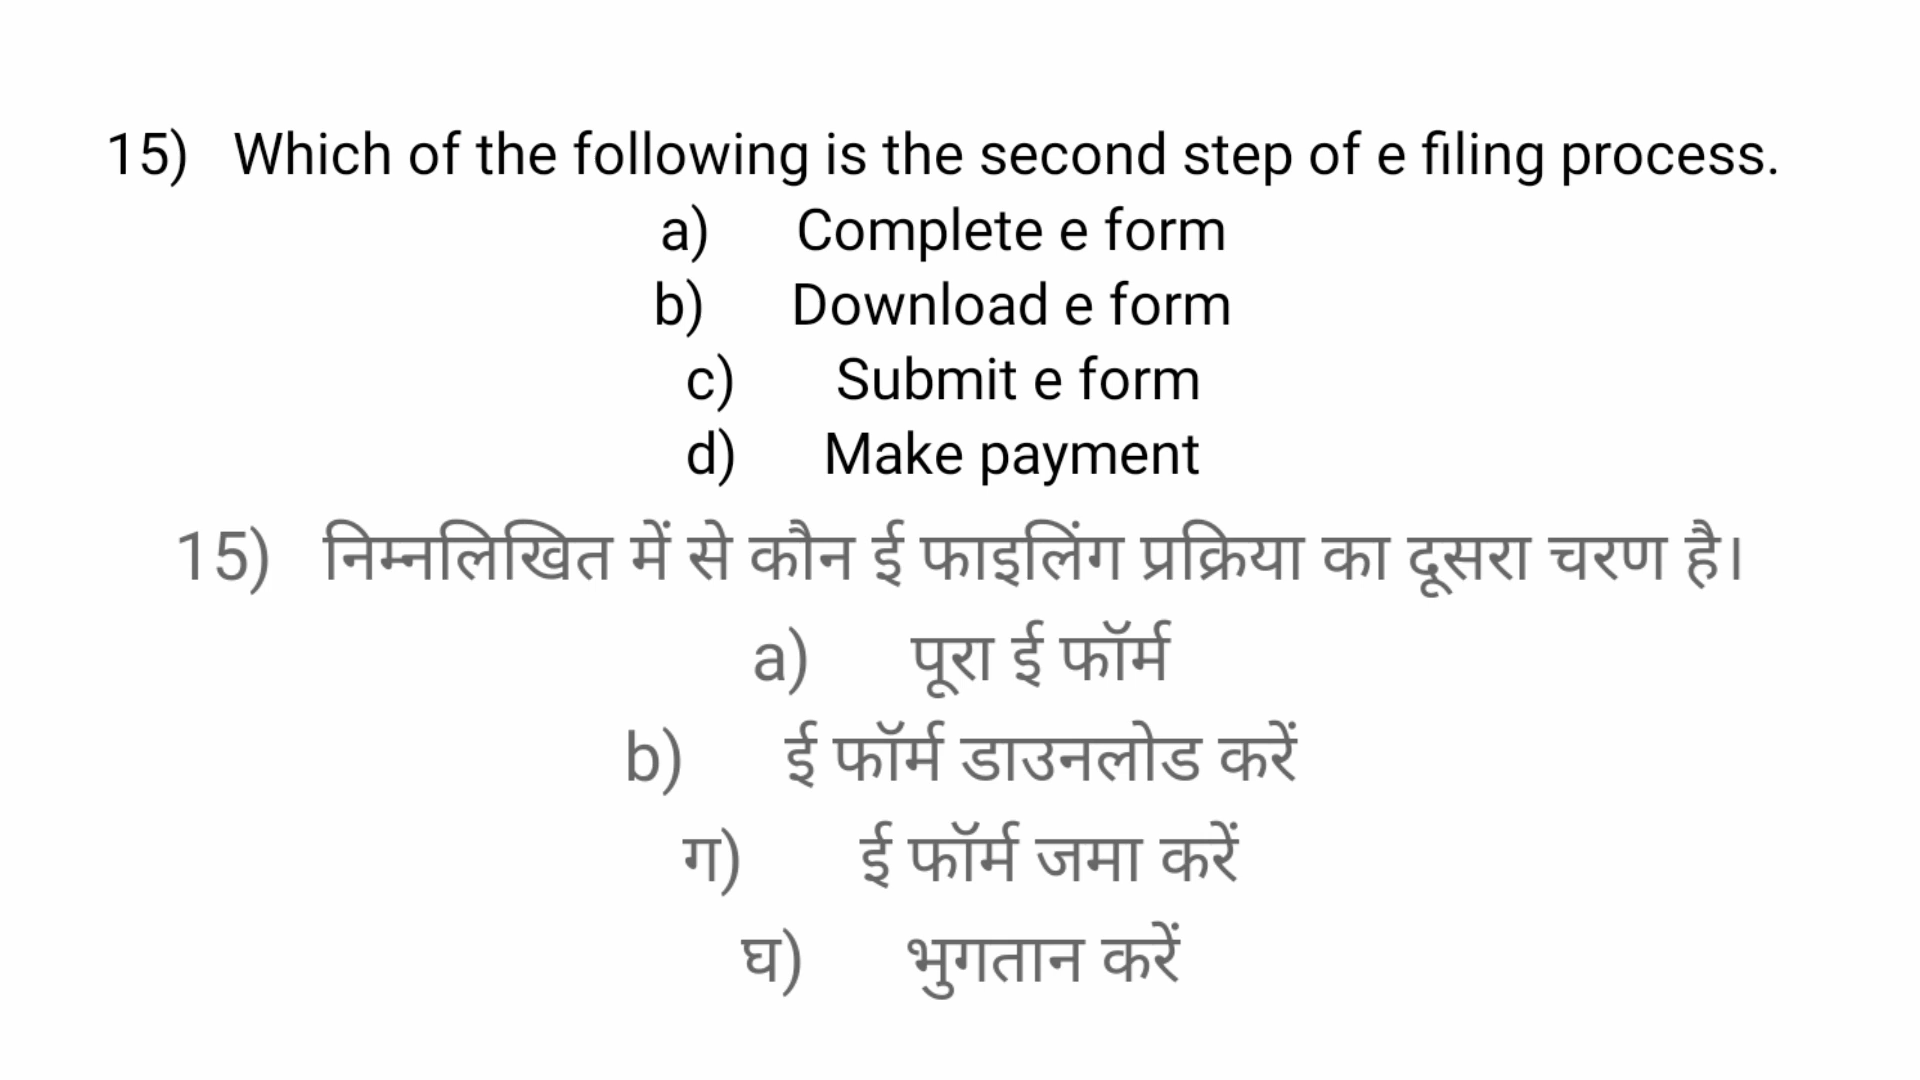 15) Which of the following is the second step of e filing process.
a) Complete e form
b) Download e form
c) Submit e form
d) Make payment
15) निम्नलिखित में से कौन ई फाइलिंग प्रक्रिया का दूसरा चरण है।
a) पूरा ई फॉर्म
b) ई फॉर्म डाउनलोड करें
ग) ई फॉर्म जमा करें
घ) भुगतान करें